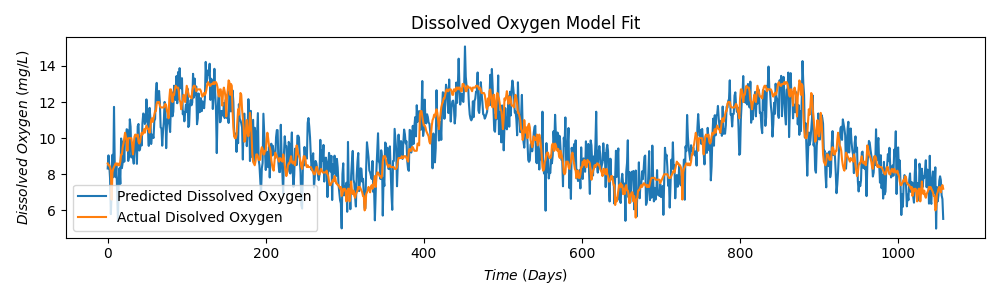 Dissolved Oxygen Model Fit
Dissolved Oxygen (mg/L)
14
12
10
8
6
Predicted Dissolved Oxygen
Actual Disolved Oxygen
0 200 400 600 800 1000
Time (Days)